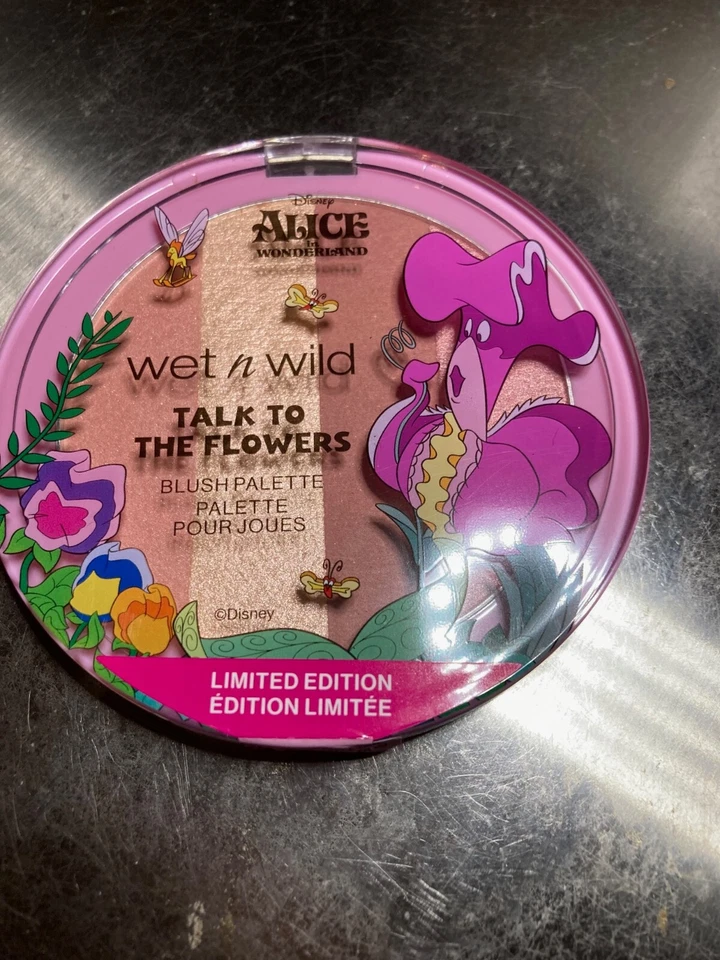 Disney
ALICE
in
WONDERLAND
wet n wild
TALK TO
THE FLOWERS
BLUSH PALETTE
PALETTE
POUR JOUES
©Disney
LIMITED EDITION
ÉDITION LIMITÉE